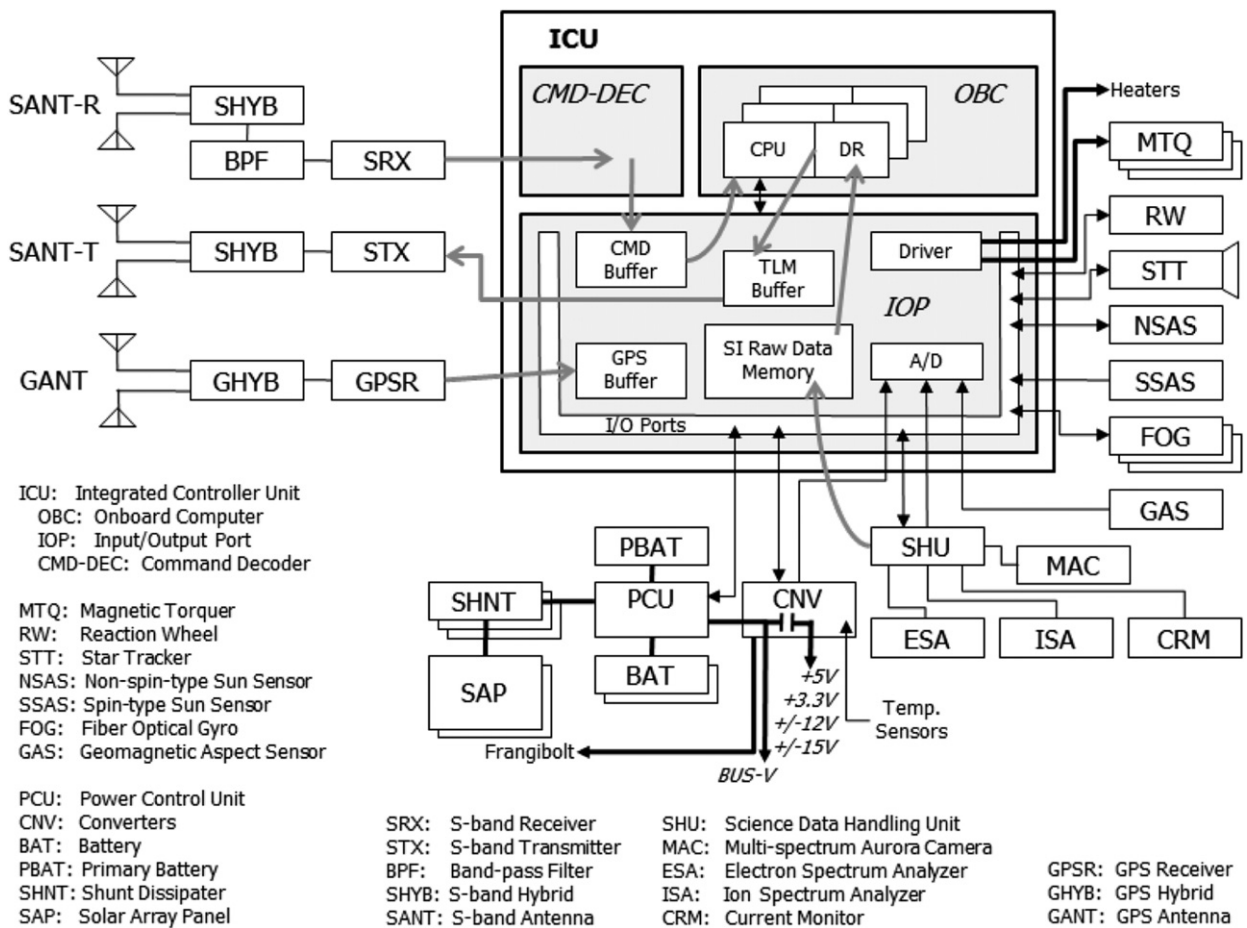 ICU
CMD-DEC
OBC
CPU
DR
CMD
Buffer
TLM
Buffer
Driver
IOP
GPS
Buffer
SI Raw Data
Memory
A/D
I/O Ports
SANT-R
SHYB
BPF
SRX
SANT-T
SHYB
STX
GANT
GHYB
GPSR
Heaters
MTQ
RW
STT
NSAS
SSAS
FOG
GAS
SHU
MAC
ESA
ISA
CRM
PBAT
SHNT
PCU
CNV
SAP
BAT
+5V
+3.3V
+/-12V
+/-15V
Temp.
Sensors
Frangibolt
BUS-V
ICU: Integrated Controller Unit
OBC: Onboard Computer
IOP: Input/Output Port
CMD-DEC: Command Decoder
MTQ: Magnetic Torquer
RW: Reaction Wheel
STT: Star Tracker
NSAS: Non-spin-type Sun Sensor
SSAS: Spin-type Sun Sensor
FOG: Fiber Optical Gyro
GAS: Geomagnetic Aspect Sensor
PCU: Power Control Unit
CNV: Converters
BAT: Battery
PBAT: Primary Battery
SHNT: Shunt Dissipater
SAP: Solar Array Panel
SRX: S-band Receiver
STX: S-band Transmitter
BPF: Band-pass Filter
SHYB: S-band Hybrid
SANT: S-band Antenna
SHU: Science Data Handling Unit
MAC: Multi-spectrum Aurora Camera
ESA: Electron Spectrum Analyzer
ISA: Ion Spectrum Analyzer
CRM: Current Monitor
GPSR: GPS Receiver
GHYB: GPS Hybrid
GANT: GPS Antenna